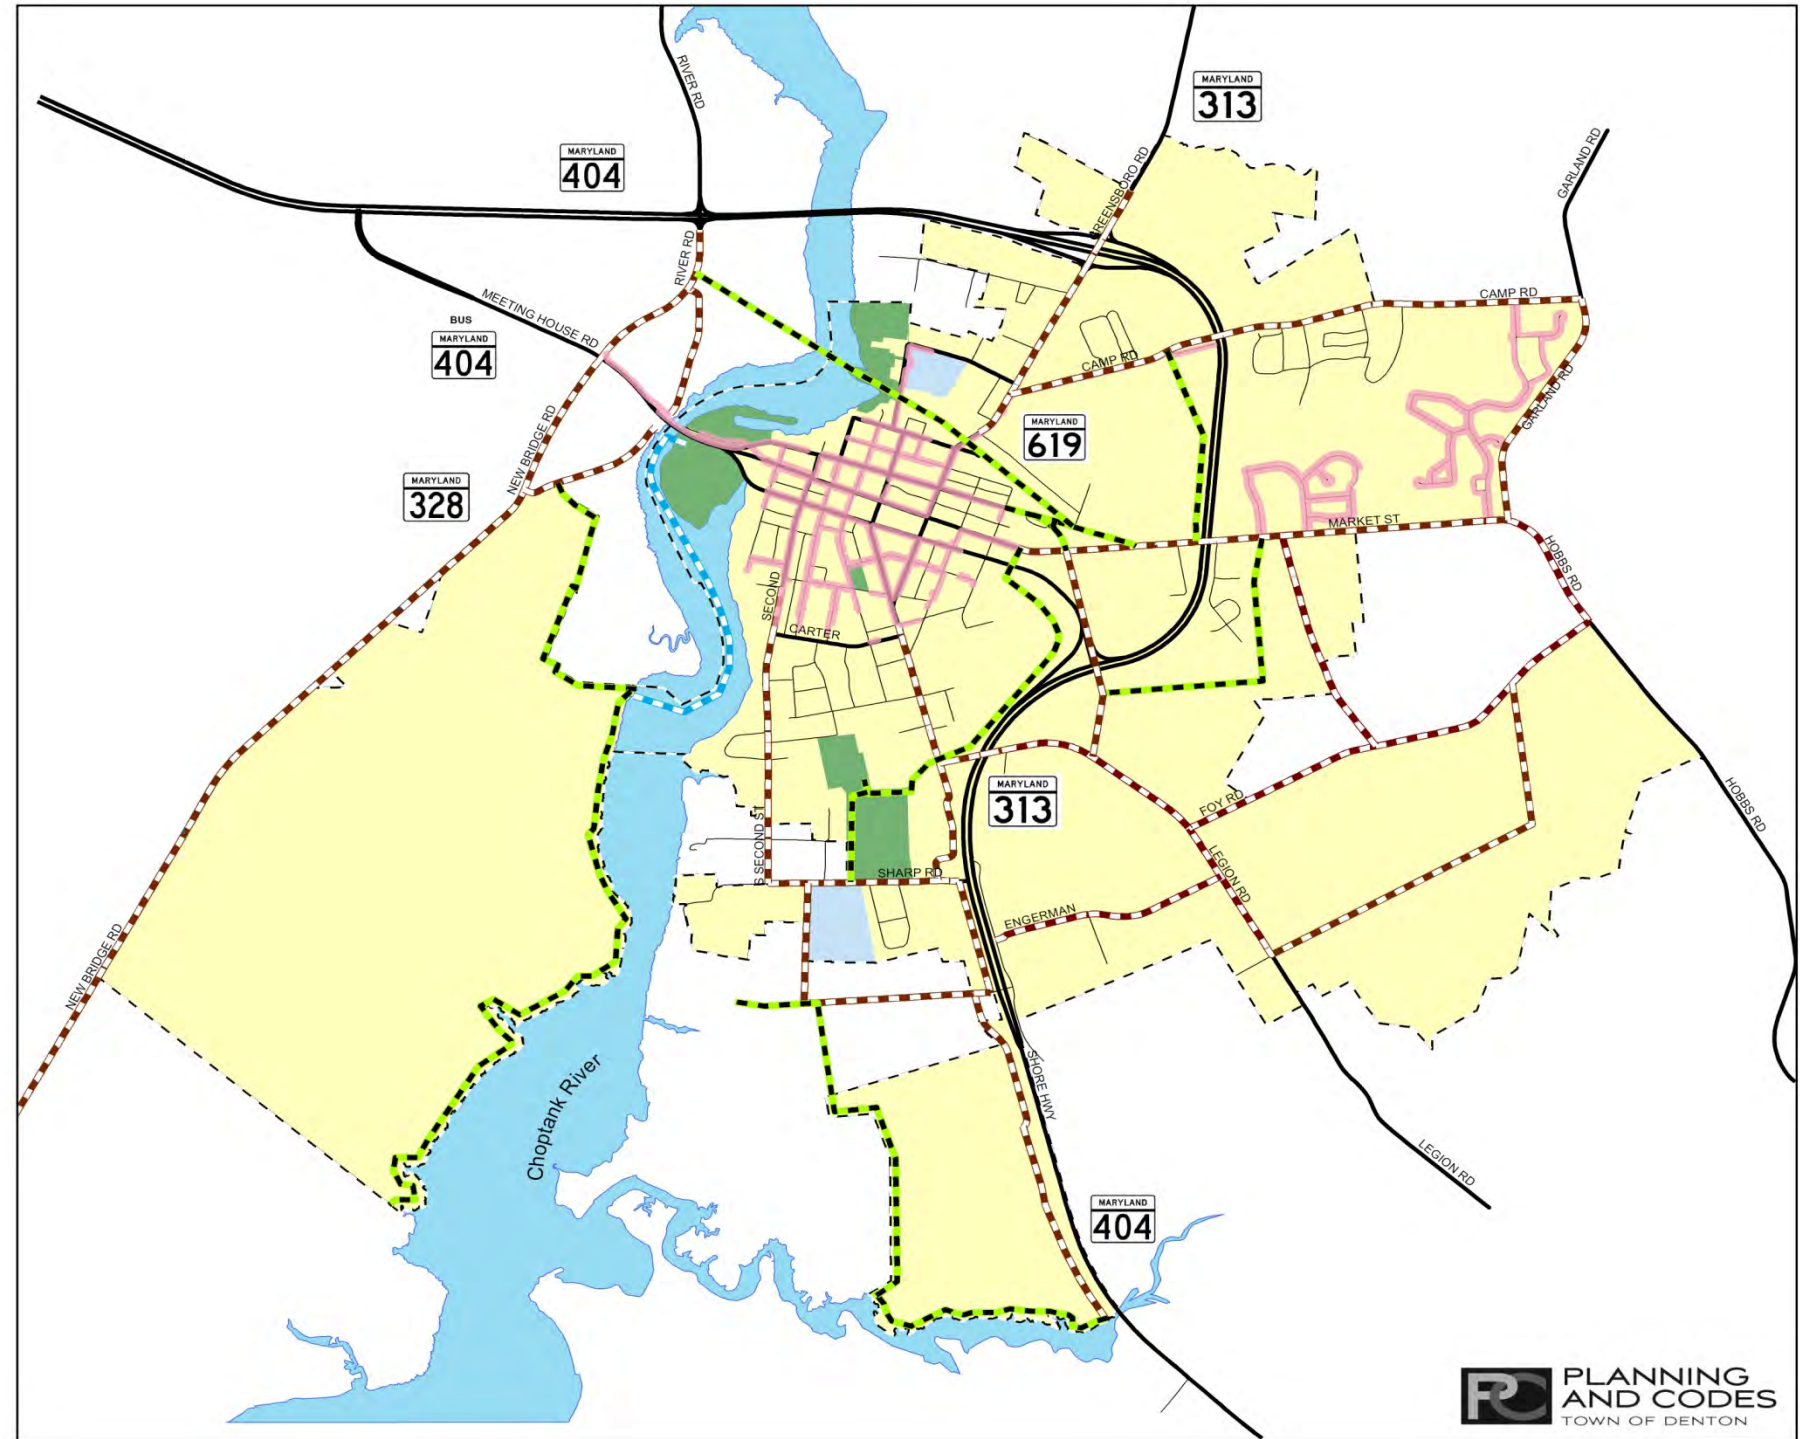 RIVER RD
MARYLAND
313
MARYLAND
404
GARLAND RD
GREENSBORO RD
RIVER RD
MEETING HOUSE RD
CAMP RD
BUS
MARYLAND
404
CAMP RD
GARLAND RD
NEW BRIDGE RD
MARYLAND
619
MARYLAND
328
MARKET ST
HOBBS RD
SECOND
CARTER
MARYLAND
313
FOY RD
HOBBS RD
S SECOND ST
SHARP RD
LEGION RD
ENGERMAN
NEW BRIDGE RD
SHORE HWY
Choptank River
LEGION RD
MARYLAND
404
PC
PLANNING
AND CODES
TOWN OF DENTON